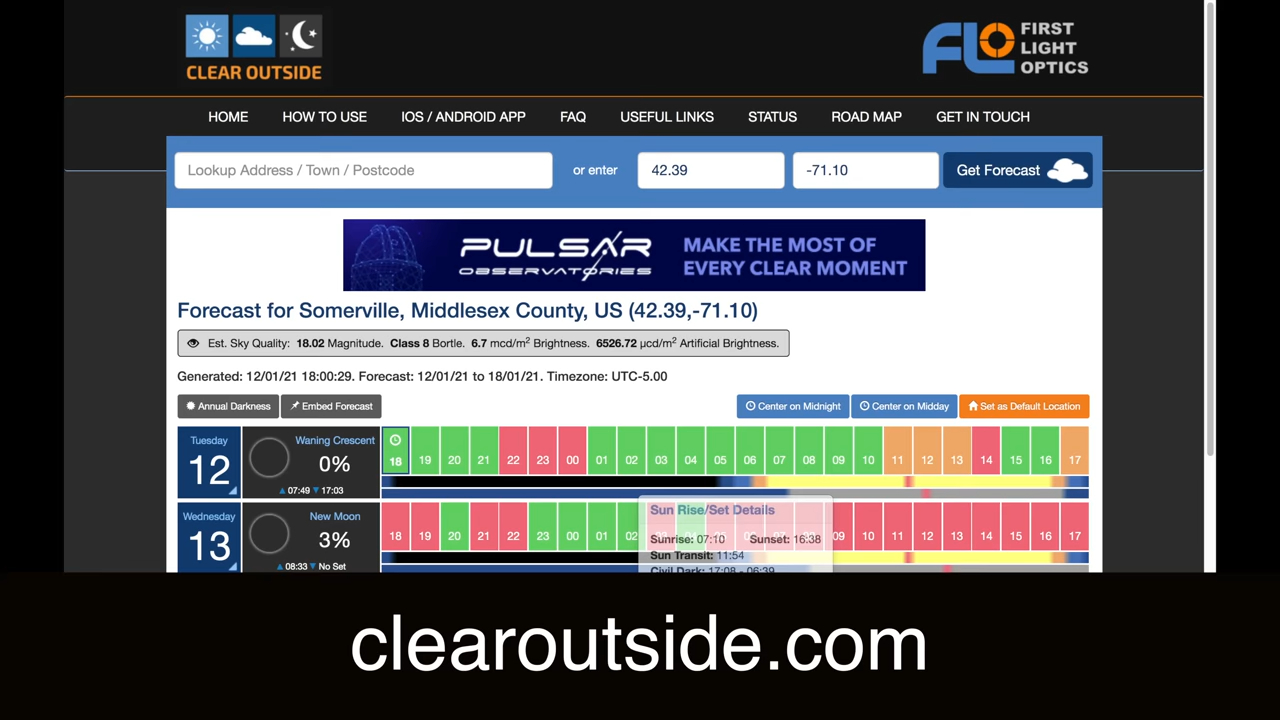 CLEAR OUTSIDE
FLO FIRST LIGHT OPTICS
HOME HOW TO USE IOS / ANDROID APP FAQ USEFUL LINKS STATUS ROAD MAP GET IN TOUCH
Lookup Address / Town / Postcode or enter 42.39 -71.10 Get Forecast
PULSAR OBSERVATORIES MAKE THE MOST OF EVERY CLEAR MOMENT
Forecast for Somerville, Middlesex County, US (42.39,-71.10)
Est. Sky Quality: 18.02 Magnitude. Class 8 Bortle. 6.7 mcd/m² Brightness. 6526.72 μcd/m² Artificial Brightness.
Generated: 12/01/21 18:00:29. Forecast: 12/01/21 to 18/01/21. Timezone: UTC-5.00
Annual Darkness Embed Forecast Center on Midnight Center on Midday Set as Default Location
Tuesday Waning Crescent
12 0% 18 19 20 21 22 23 00 01 02 03 04 05 06 07 08 09 10 11 12 13 14 15 16 17
07:49 17:03
Sun Rise/Set Details
Wednesday New Moon
13 3% 18 19 20 21 22 23 00 01 02 09 10 11 12 13 14 15 16 17
Sunrise: 07:10 Sunset: 16:38
Sun Transit: 11:54
08:33 No Set
Civil Dark: 17:08 - 06:39
clearoutside.com